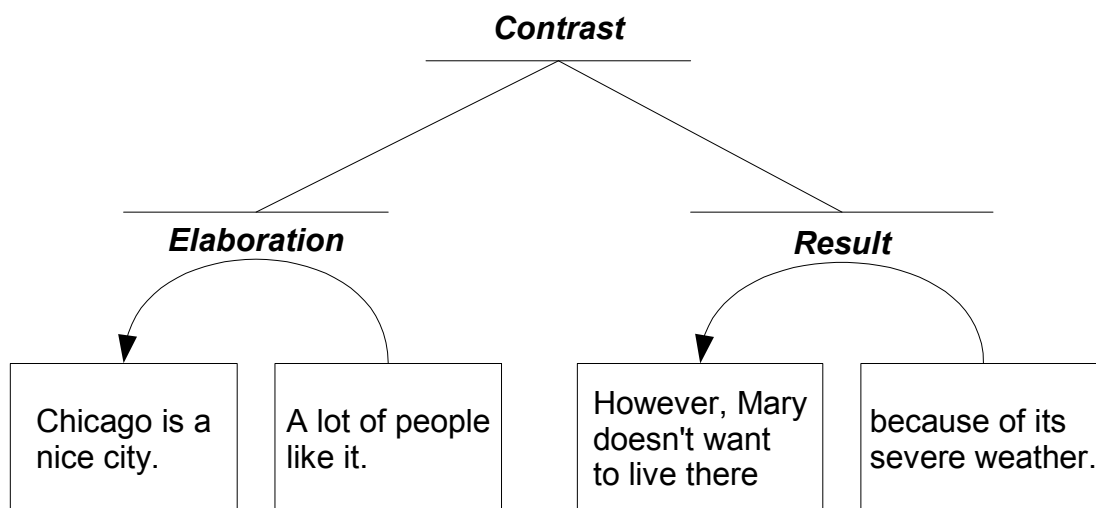 Contrast
Elaboration
Result
Chicago is a
nice city.
A lot of people
like it.
However, Mary
doesn't want
to live there
because of its
severe weather.